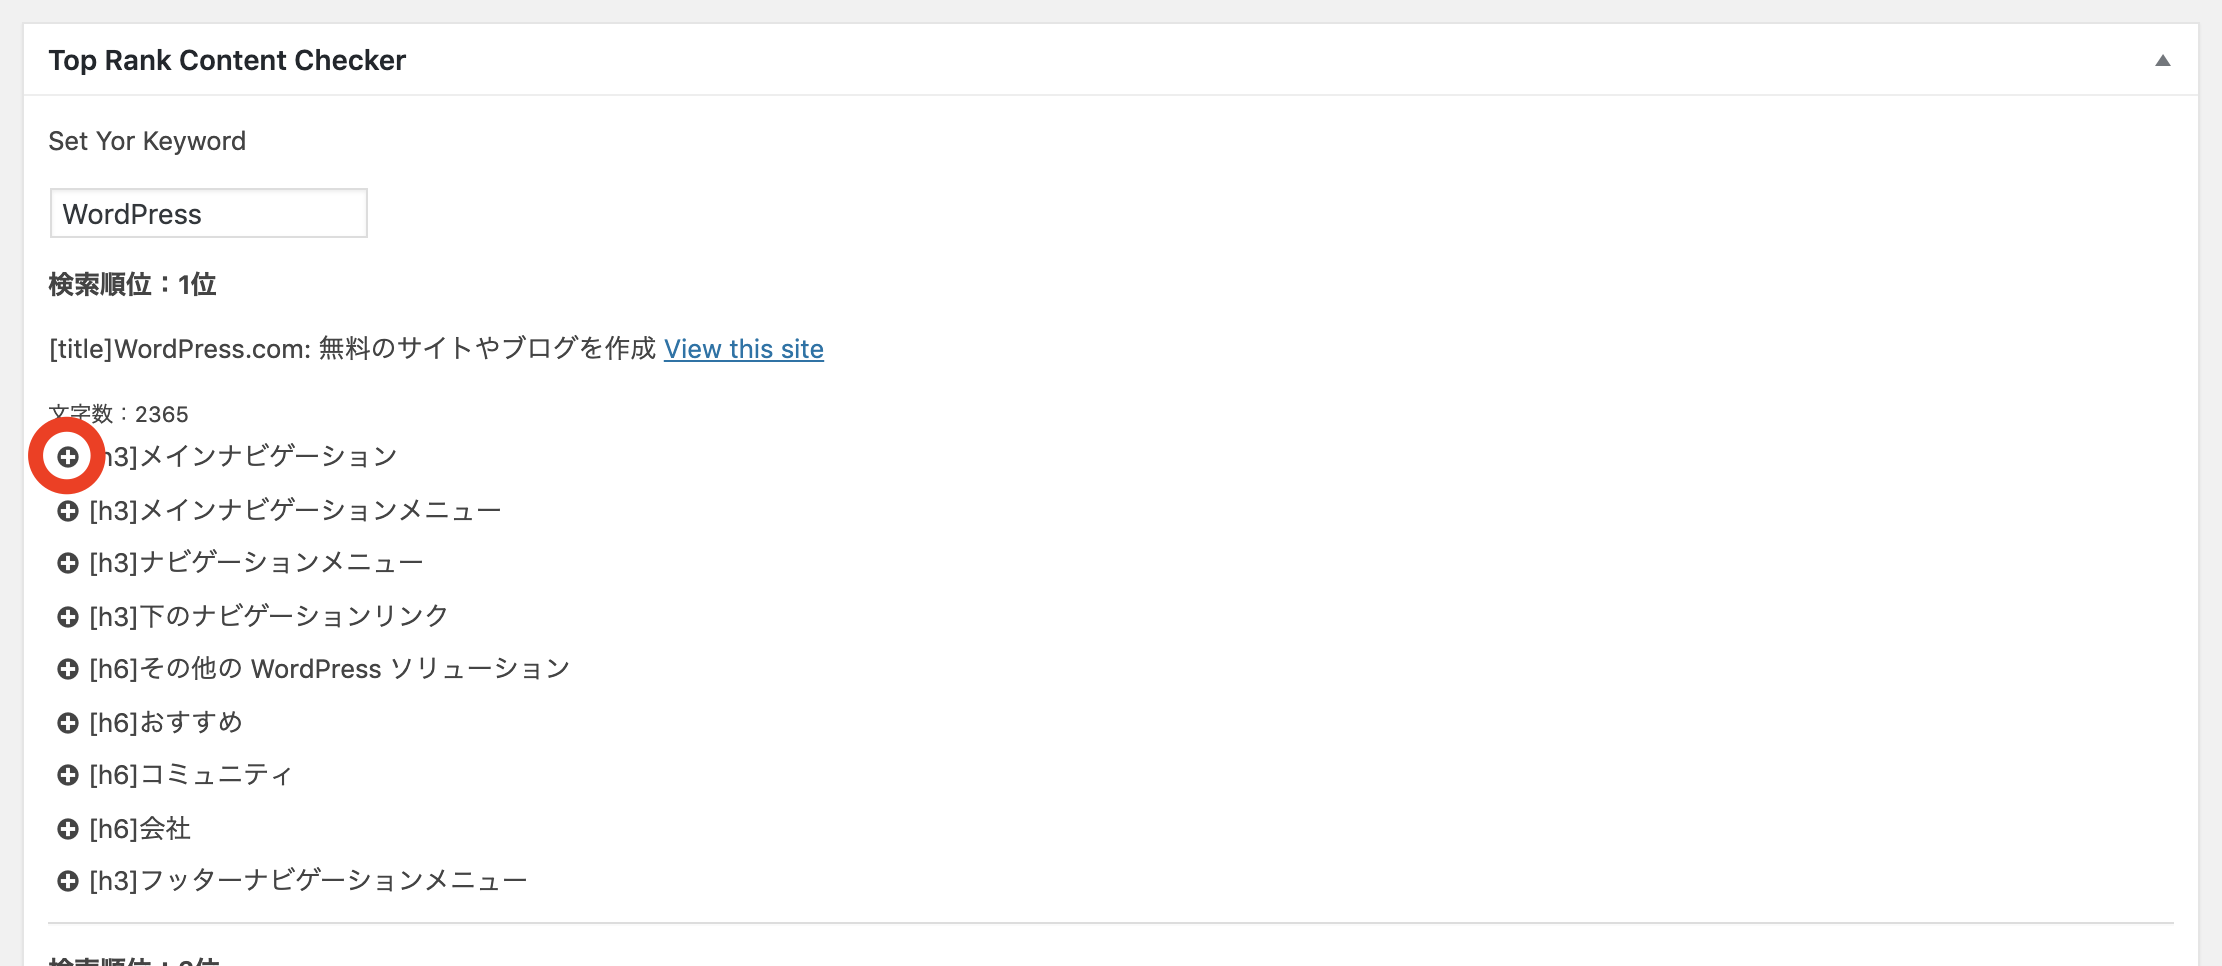 Top Rank Content Checker
Set Yor Keyword
WordPress
検索順位：1位
[title]WordPress.com: 無料のサイトやブログを作成 View this site
文字数：2365
h3]メインナビゲーション
[h3]メインナビゲーションメニュー
[h3]ナビゲーションメニュー
[h3]下のナビゲーションリンク
[h6]その他の WordPress ソリューション
[h6]おすすめ
[h6]コミュニティ
[h6]会社
[h3]フッターナビゲーションメニュー